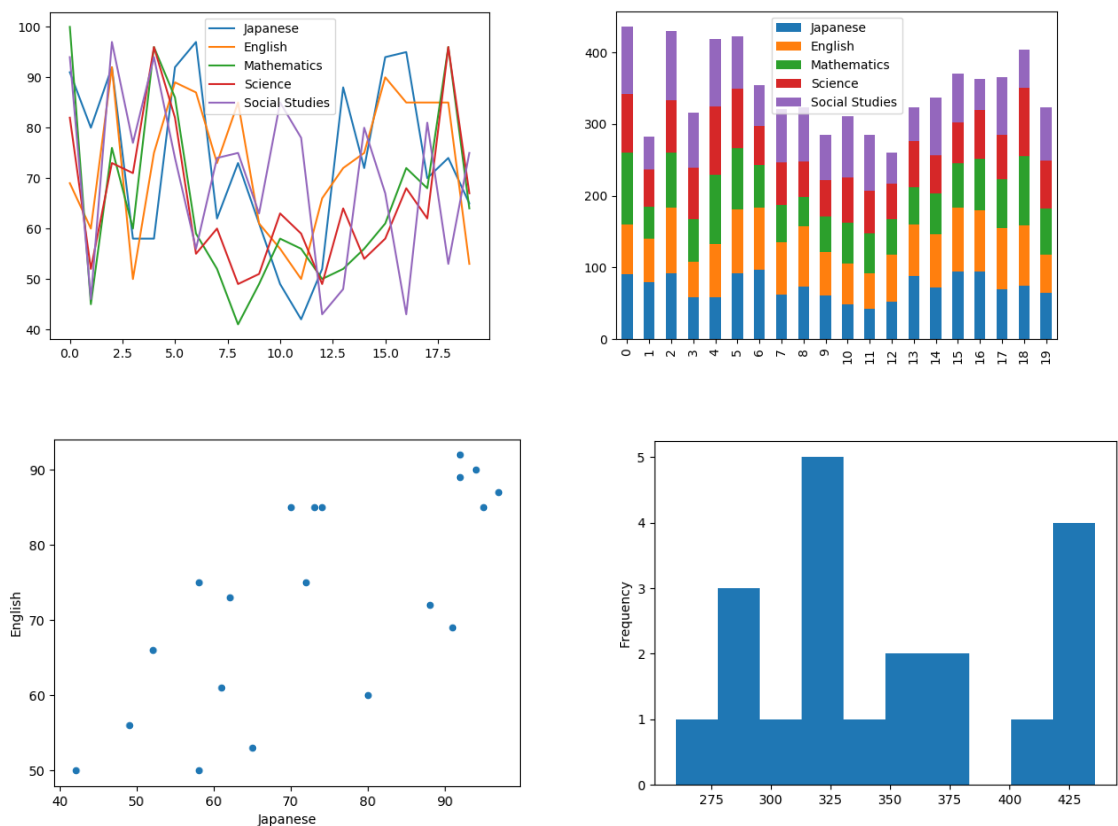 100
90
80
70
60
50
40
0.0 2.5 5.0 7.5 10.0 12.5 15.0 17.5
Japanese
English
Mathematics
Science
Social Studies
400
300
200
100
0
0 1 2 3 4 5 6 7 8 9 10 11 12 13 14 15 16 17 18 19
Japanese
English
Mathematics
Science
Social Studies
English
90
80
70
60
50
40 50 60 70 80 90
Japanese
Frequency
5
4
3
2
1
0
275 300 325 350 375 400 425